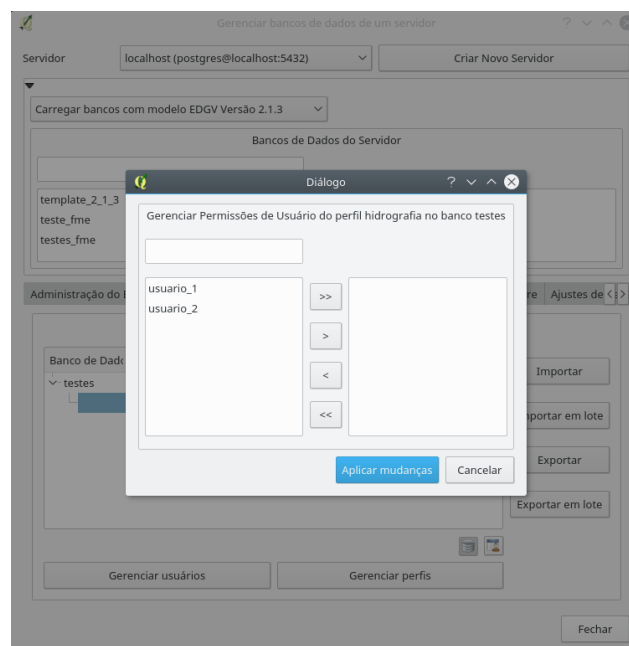 Gerenciar bancos de dados de um servidor
Servidor
localhost (postgres@localhost:5432)
Criar Novo Servidor
Carregar bancos com modelo EDGV Versão 2.1.3
Bancos de Dados do Servidor
template_2_1_3
teste_fme
testes_fme
Diálogo
Gerenciar Permissões de Usuário do perfil hidrografia no banco testes
usuario_1
usuario_2
>>
>
<
<<
Aplicar mudanças
Cancelar
Administração do
re
Ajustes de
Banco de Dado
testes
Importar
portar em lote
Exportar
Exportar em lote
Gerenciar usuários
Gerenciar perfis
Fechar